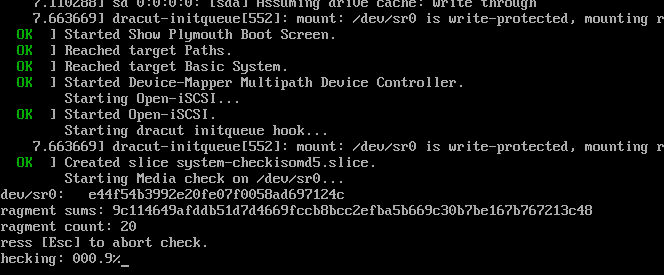 7.110288] sd 0:0:0:0: [sda] Assuming drive cache: write through
7.663669] dracut-initqueue[552]: mount: /dev/sr0 is write-protected, mounting r
OK ] Started Show Plymouth Boot Screen.
OK ] Reached target Paths.
OK ] Reached target Basic System.
OK ] Started Device-Mapper Multipath Device Controller.
Starting Open-iSCSI...
OK ] Started Open-iSCSI.
Starting dracut initqueue hook...
7.663669] dracut-initqueue[552]: mount: /dev/sr0 is write-protected, mounting r
OK ] Created slice system-checkisomd5.slice.
Starting Media check on /dev/sr0...
dev/sr0: e44f54b3992e20fe07f0058ad697124c
ragment sums: 9c114649afddb51d7d4669fccb8bcc2efba5b669c30b7be167b767213c48
ragment count: 20
ress [Esc] to abort check.
hecking: 000.9%_